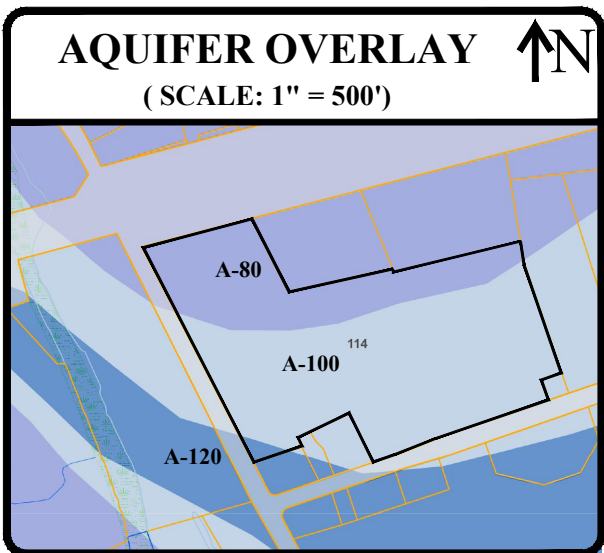 AQUIFER OVERLAY
N
( SCALE: 1" = 500')
A-80
114
A-100
A-120